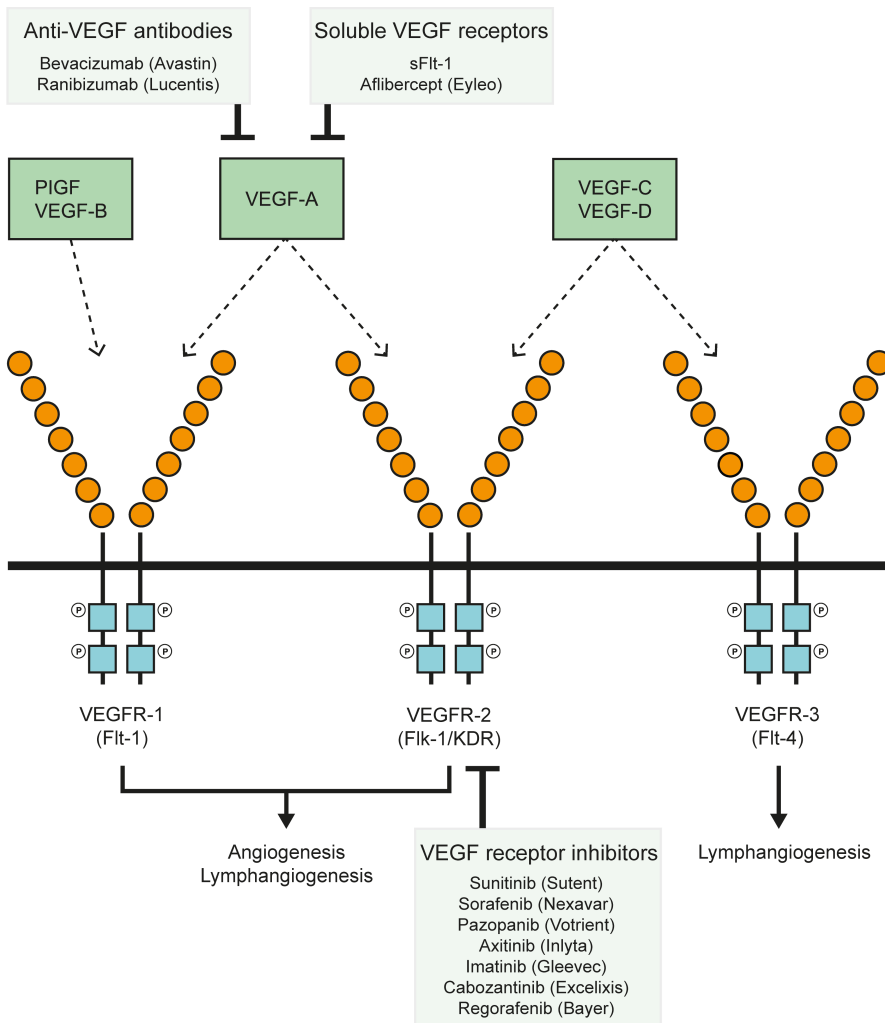 Anti-VEGF antibodies
Bevacizumab (Avastin)
Ranibizumab (Lucentis)
Soluble VEGF receptors
sFlt-1
Aflibercept (Eyleo)
PIGF
VEGF-B
VEGF-A
VEGF-C
VEGF-D
P P P P P P
P P P P P P
VEGFR-1
(Flt-1)
VEGFR-2
(Flk-1/KDR)
VEGFR-3
(Flt-4)
Angiogenesis
Lymphangiogenesis
VEGF receptor inhibitors
Sunitinib (Sutent)
Sorafenib (Nexavar)
Pazopanib (Votrient)
Axitinib (Inlyta)
Imatinib (Gleevec)
Cabozantinib (Excelixis)
Regorafenib (Bayer)
Lymphangiogenesis